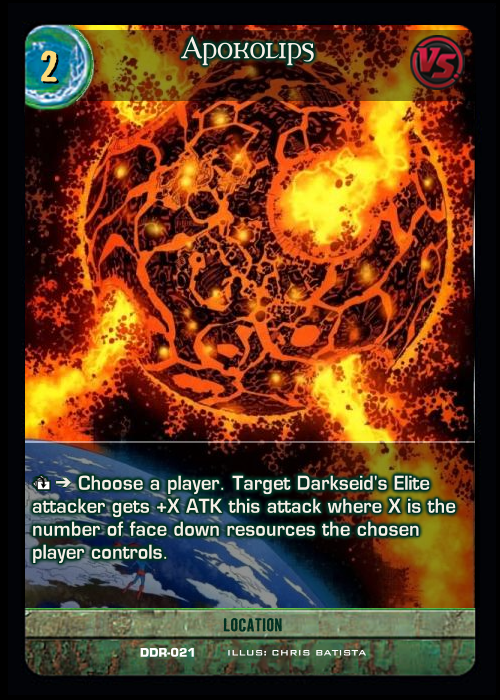 Apokolips
2
VS
➔ Choose a player. Target Darkseid's Elite
attacker gets +X ATK this attack where X is the
number of face down resources the chosen
player controls.
LOCATION
DDR-021 ILLUS: CHRIS BATISTA